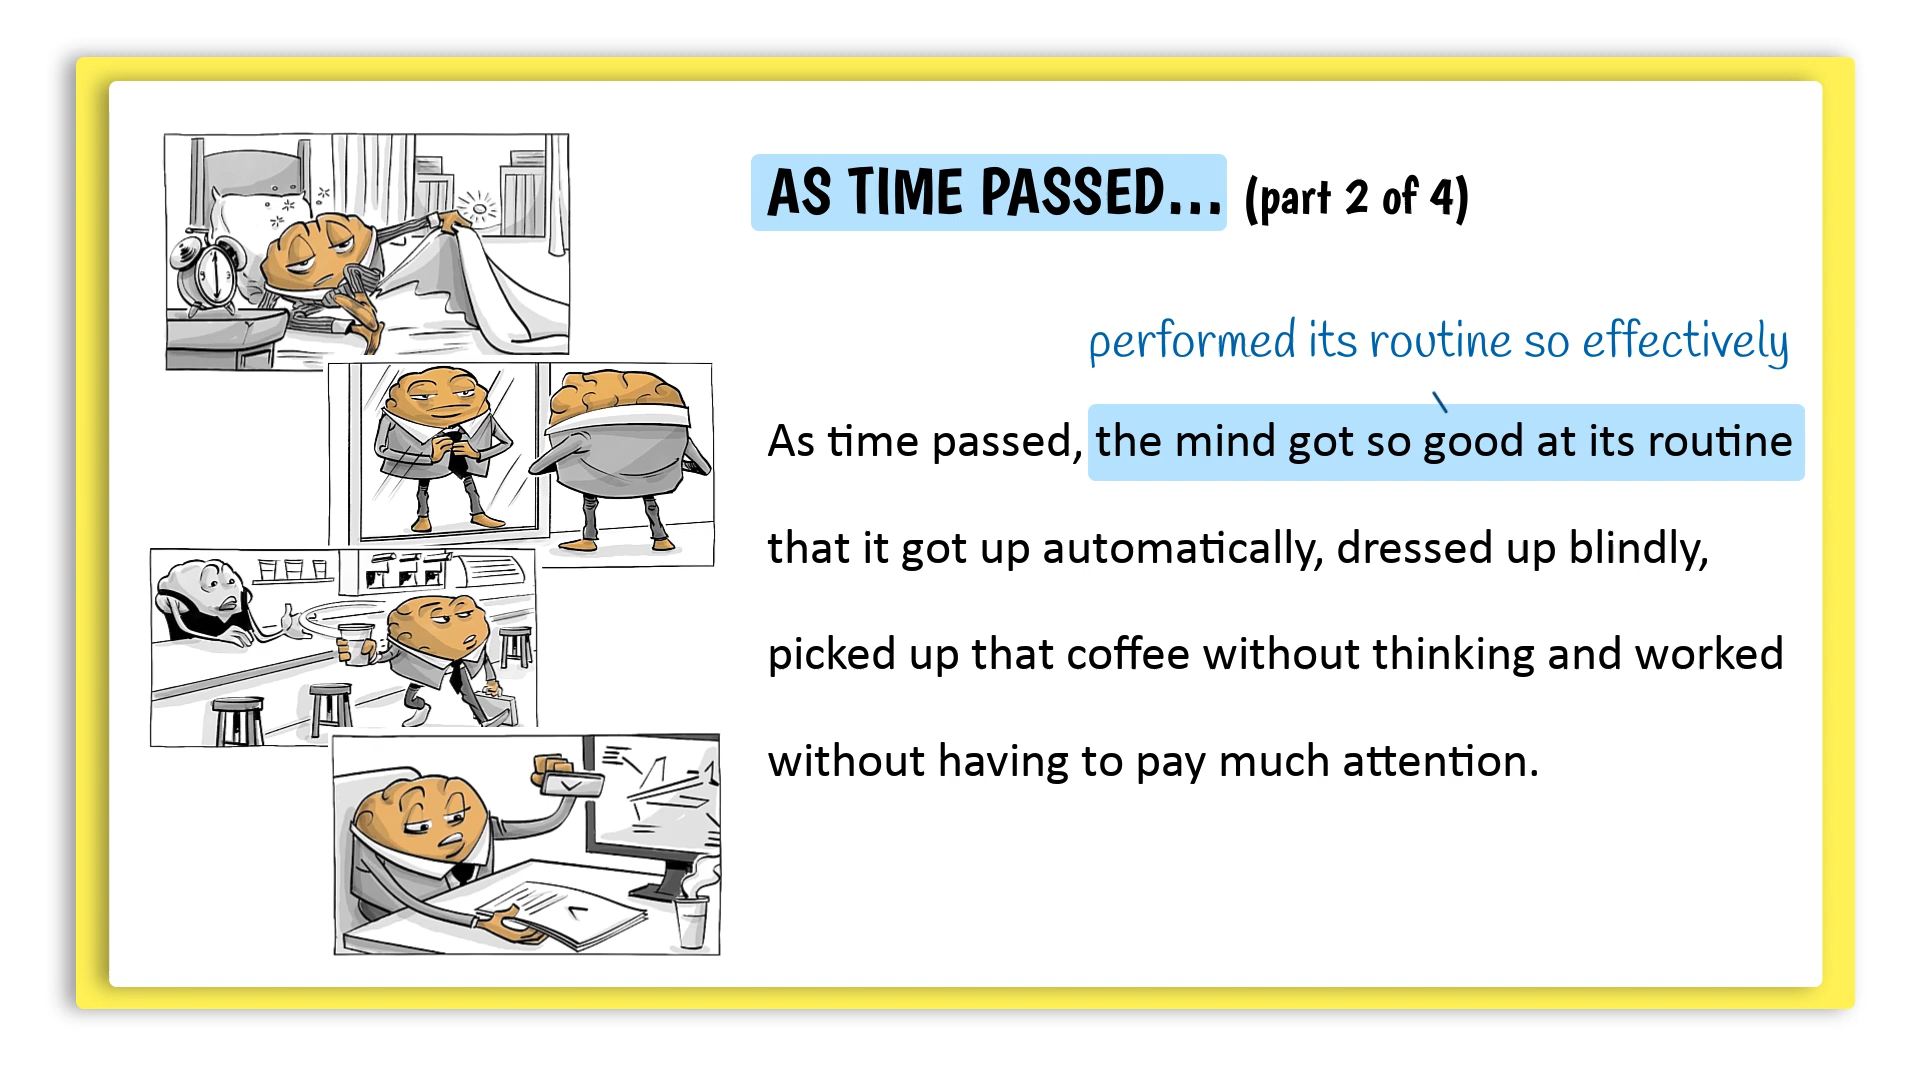 AS TIME PASSED... (part 2 of 4)
performed its routine so effectively
As time passed, the mind got so good at its routine
that it got up automatically, dressed up blindly,
picked up that coffee without thinking and worked
without having to pay much attention.